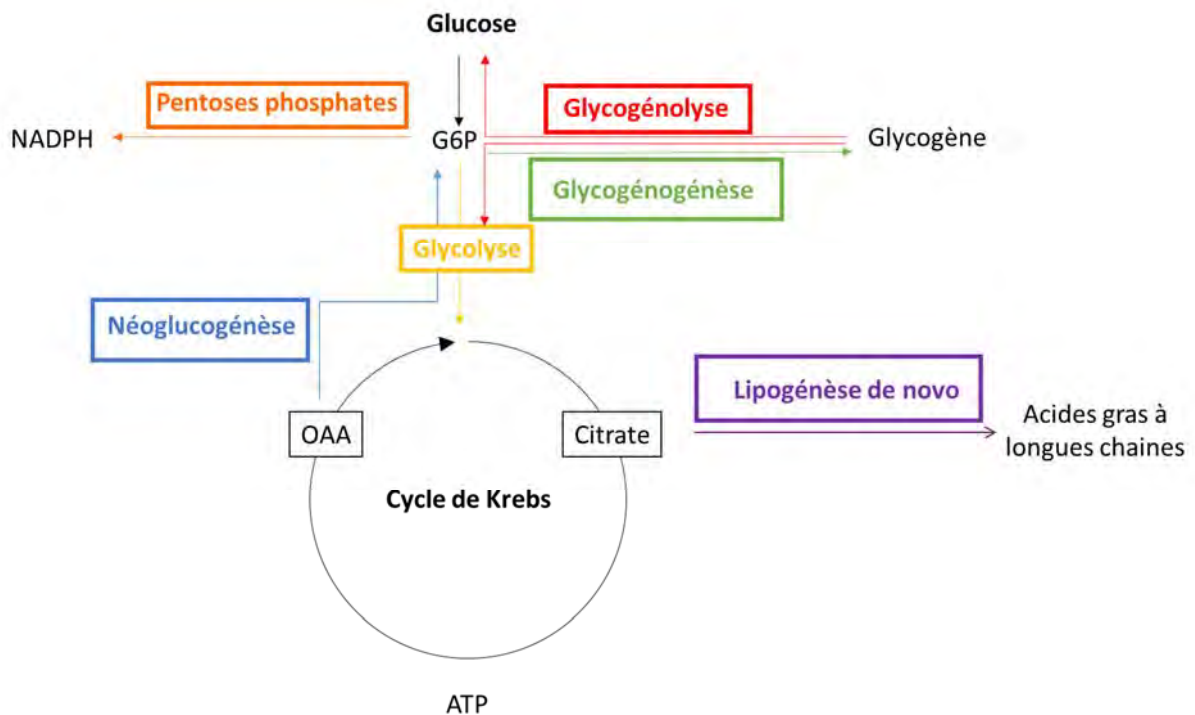 Glucose
Pentoses phosphates
Glycogénolyse
NADPH
G6P
Glycogène
Glycogénogénèse
Glycolyse
Néoglucogénèse
Lipogénèse de novo
OAA
Citrate
Acides gras à
longues chaines
Cycle de Krebs
ATP